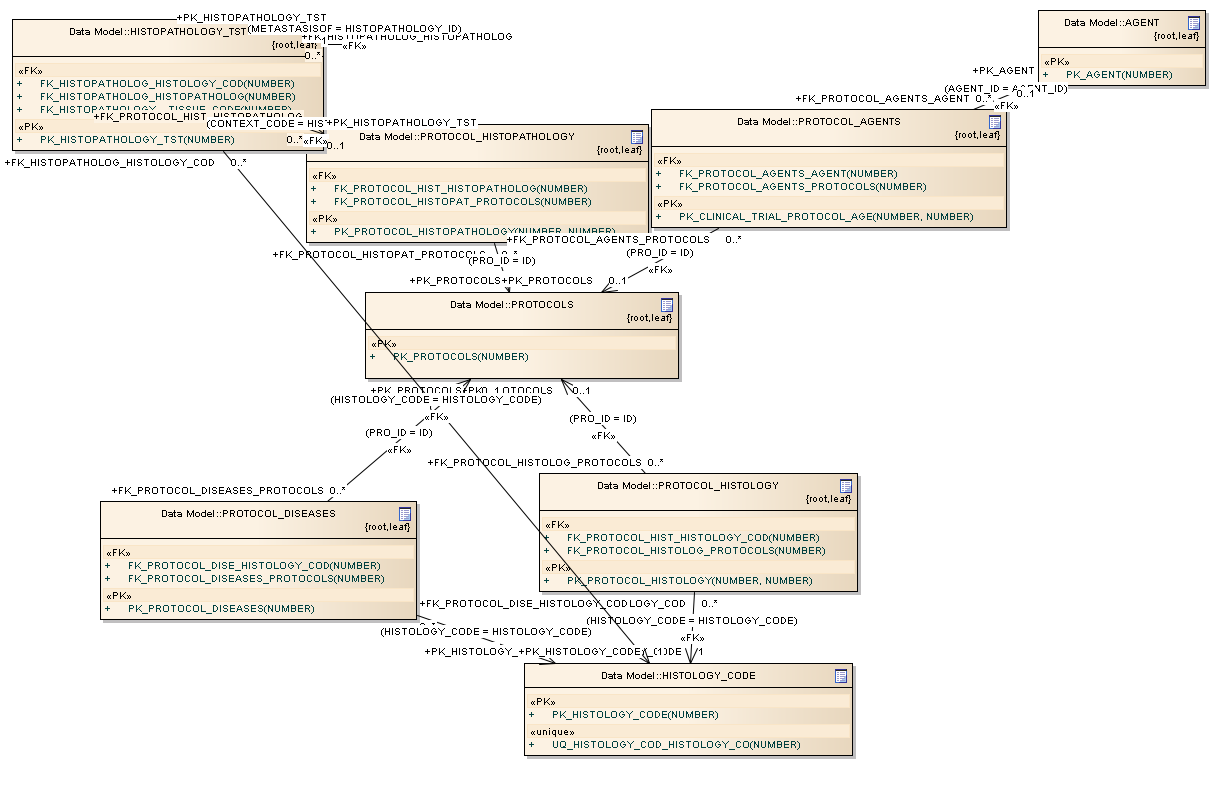 +PK_HISTOPATHOLOGY_TST
Data Model::HISTOPATHOLOGY_TST
(METASTASISOF = HISTOPATHOLOGY_ID)
{root,leaf}
«FK»
0..*
«FK»
+ FK_HISTOPATHOLOG_HISTOLOGY_COD(NUMBER)
+ FK_HISTOPATHOLOG_HISTOPATHOLOG(NUMBER)
+ FK_HISTOPATHOLOG_TISSUE_CODE(NUMBER)
«PK»
+ PK_HISTOPATHOLOGY_TST(NUMBER)
+FK_PROTOCOL_HIST_HISTOPATHOLOG
(CONTEXT_CODE = HIS
+PK_HISTOPATHOLOGY_TST
0..*
«FK»
0..1
+FK_HISTOPATHOLOG_HISTOLOGY_COD 0..*
Data Model::AGENT
{root,leaf}
«PK»
+ PK_AGENT(NUMBER)
+PK_AGENT
(AGENT_ID = AGENT_ID)
0..1
+FK_PROTOCOL_AGENTS_AGENT 0..*
«FK»
Data Model::PROTOCOL_HISTOPATHOLOGY
{root,leaf}
«FK»
+ FK_PROTOCOL_HIST_HISTOPATHOLOG(NUMBER)
+ FK_PROTOCOL_HISTOPAT_PROTOCOLS(NUMBER)
«PK»
+ PK_PROTOCOL_HISTOPATHOLOGY(NUMBER, NUMBER)
Data Model::PROTOCOL_AGENTS
{root,leaf}
«FK»
+ FK_PROTOCOL_AGENTS_AGENT(NUMBER)
+ FK_PROTOCOL_AGENTS_PROTOCOLS(NUMBER)
«PK»
+ PK_CLINICAL_TRIAL_PROTOCOL_AGE(NUMBER, NUMBER)
+FK_PROTOCOL_AGENTS_PROTOCOLS 0..*
+FK_PROTOCOL_HISTOPAT_PROTOCOLS 0..*
(PRO_ID = ID)
(PRO_ID = ID)
«FK»
+PK_PROTOCOLS+PK_PROTOCOLS 0..1
Data Model::PROTOCOLS
{root,leaf}
«PK»
+ PK_PROTOCOLS(NUMBER)
0..1
(HISTOLOGY_CODE = HISTOLOGY_CODE)
«FK»
(PRO_ID = ID)
«FK»
(PRO_ID = ID)
«FK»
+FK_PROTOCOL_HISTOLOG_PROTOCOLS 0..*
+FK_PROTOCOL_DISEASES_PROTOCOLS 0..*
Data Model::PROTOCOL_DISEASES
{root,leaf}
«FK»
+ FK_PROTOCOL_DISE_HISTOLOGY_COD(NUMBER)
+ FK_PROTOCOL_DISEASES_PROTOCOLS(NUMBER)
«PK»
+ PK_PROTOCOL_DISEASES(NUMBER)
Data Model::PROTOCOL_HISTOLOGY
{root,leaf}
«FK»
+ FK_PROTOCOL_HIST_HISTOLOGY_COD(NUMBER)
+ FK_PROTOCOL_HISTOLOG_PROTOCOLS(NUMBER)
«PK»
+ PK_PROTOCOL_HISTOLOGY(NUMBER, NUMBER)
+FK_PROTOCOL_DISE_HISTOLOGY_COD
LOGY_COD 0..*
(HISTOLOGY_CODE = HISTOLOGY_CODE)
(HISTOLOGY_CODE = HISTOLOGY_CODE)
«FK»
+PK_HISTOLOGY_
+PK_HISTOLOGY_CODE
Data Model::HISTOLOGY_CODE
«PK»
+ PK_HISTOLOGY_CODE(NUMBER)
«unique»
+ UQ_HISTOLOGY_COD_HISTOLOGY_CO(NUMBER)